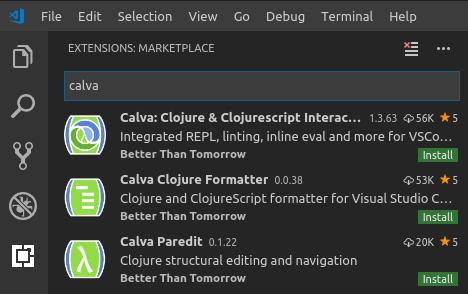 File Edit Selection View Go Debug Terminal Help
EXTENSIONS: MARKETPLACE
calva
Calva: Clojure & Clojurescript Interac... 1.3.63 56K 5
Integrated REPL, linting, inline eval and more for VSCo...
Better Than Tomorrow Install
Calva Clojure Formatter 0.0.38 53K 5
Clojure and ClojureScript formatter for Visual Studio C...
Better Than Tomorrow Install
Calva Paredit 0.1.22 20K 5
Clojure structural editing and navigation
Better Than Tomorrow Install